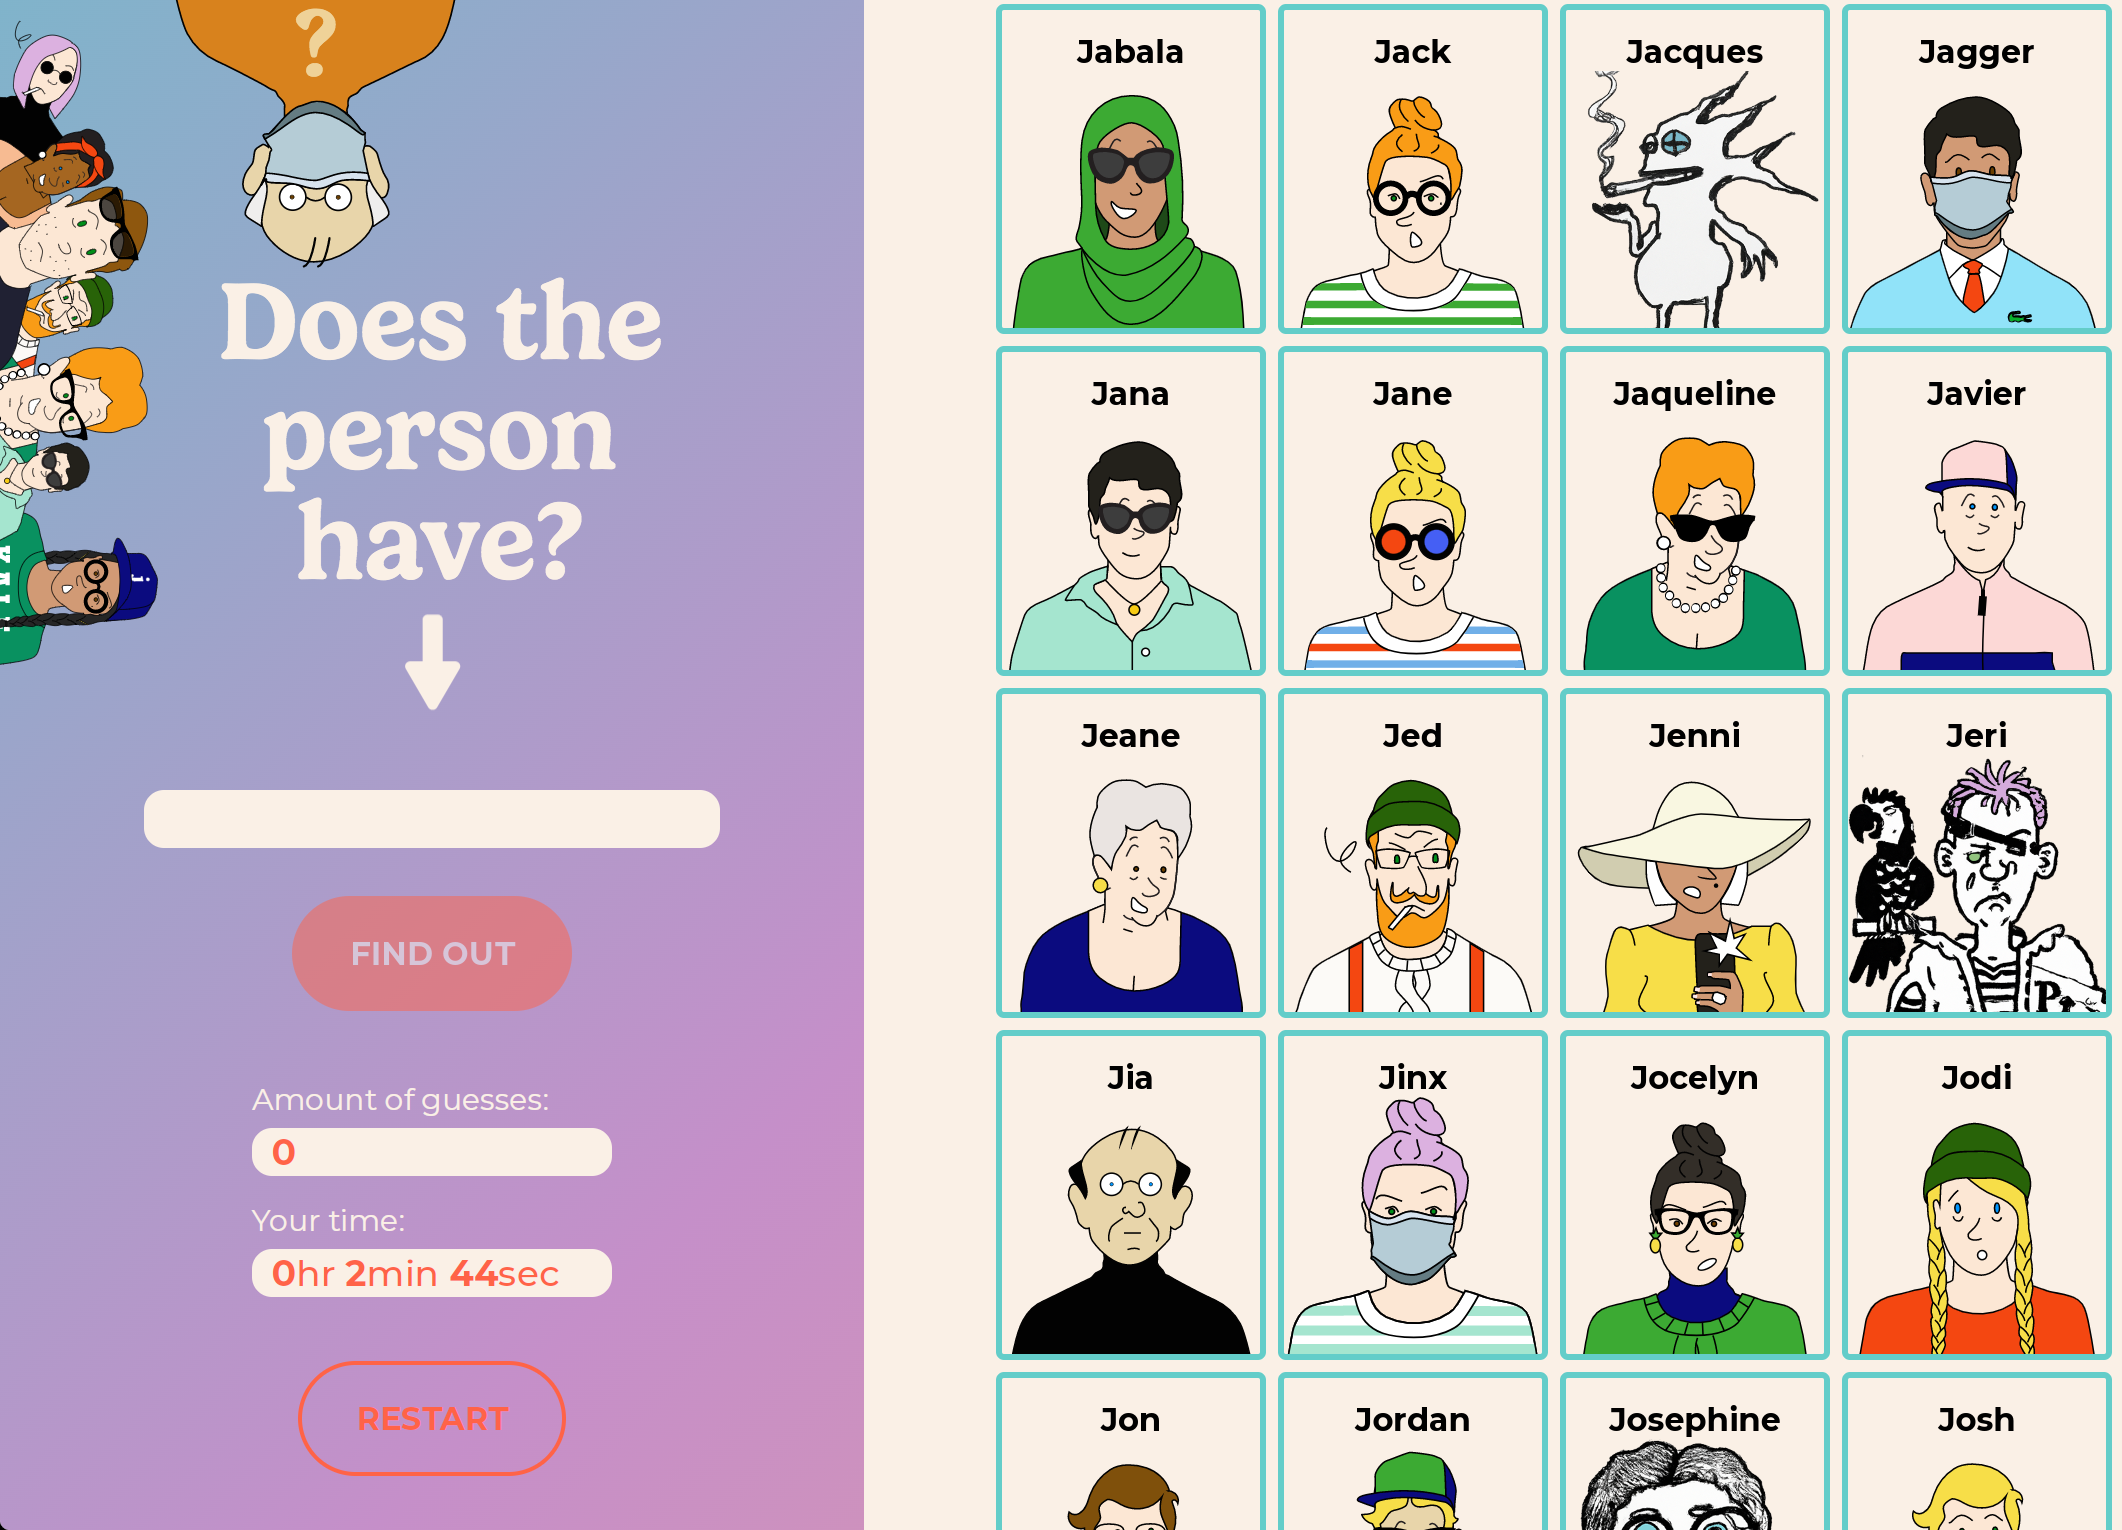 ?
Does the
person
have?
FIND OUT
Amount of guesses:
0
Your time:
0hr 2min 44sec
RESTART
j
Jabala
Jack
Jacques
Jagger
Jana
Jane
Jaqueline
Javier
Jeane
Jed
Jenni
Jeri
P
Jia
Jinx
Jocelyn
Jodi
Jon
Jordan
Josephine
Josh